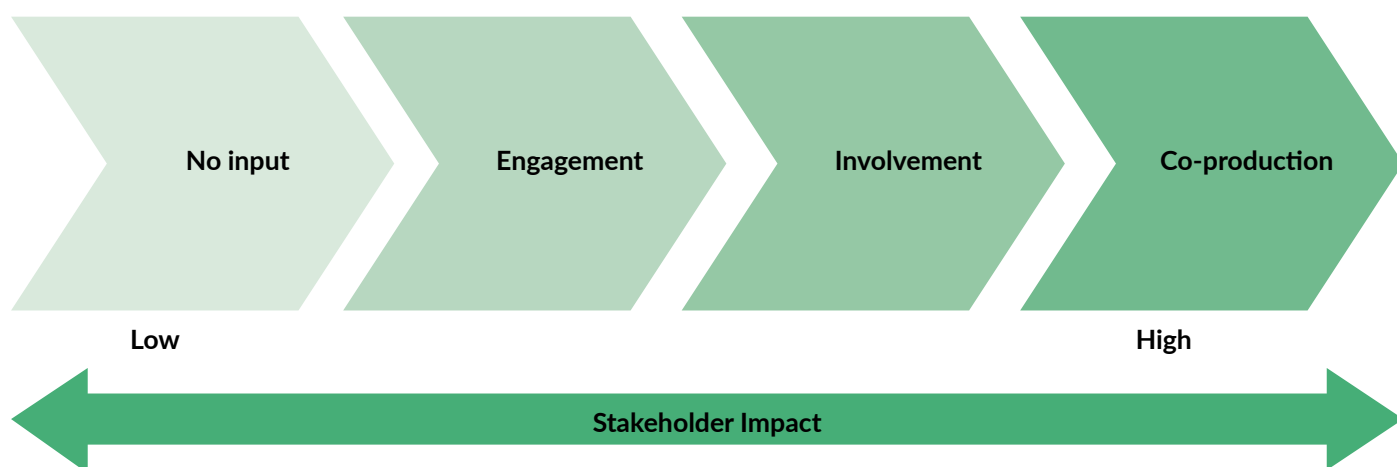 No input
Engagement
Involvement
Co-production
Low
High
Stakeholder Impact